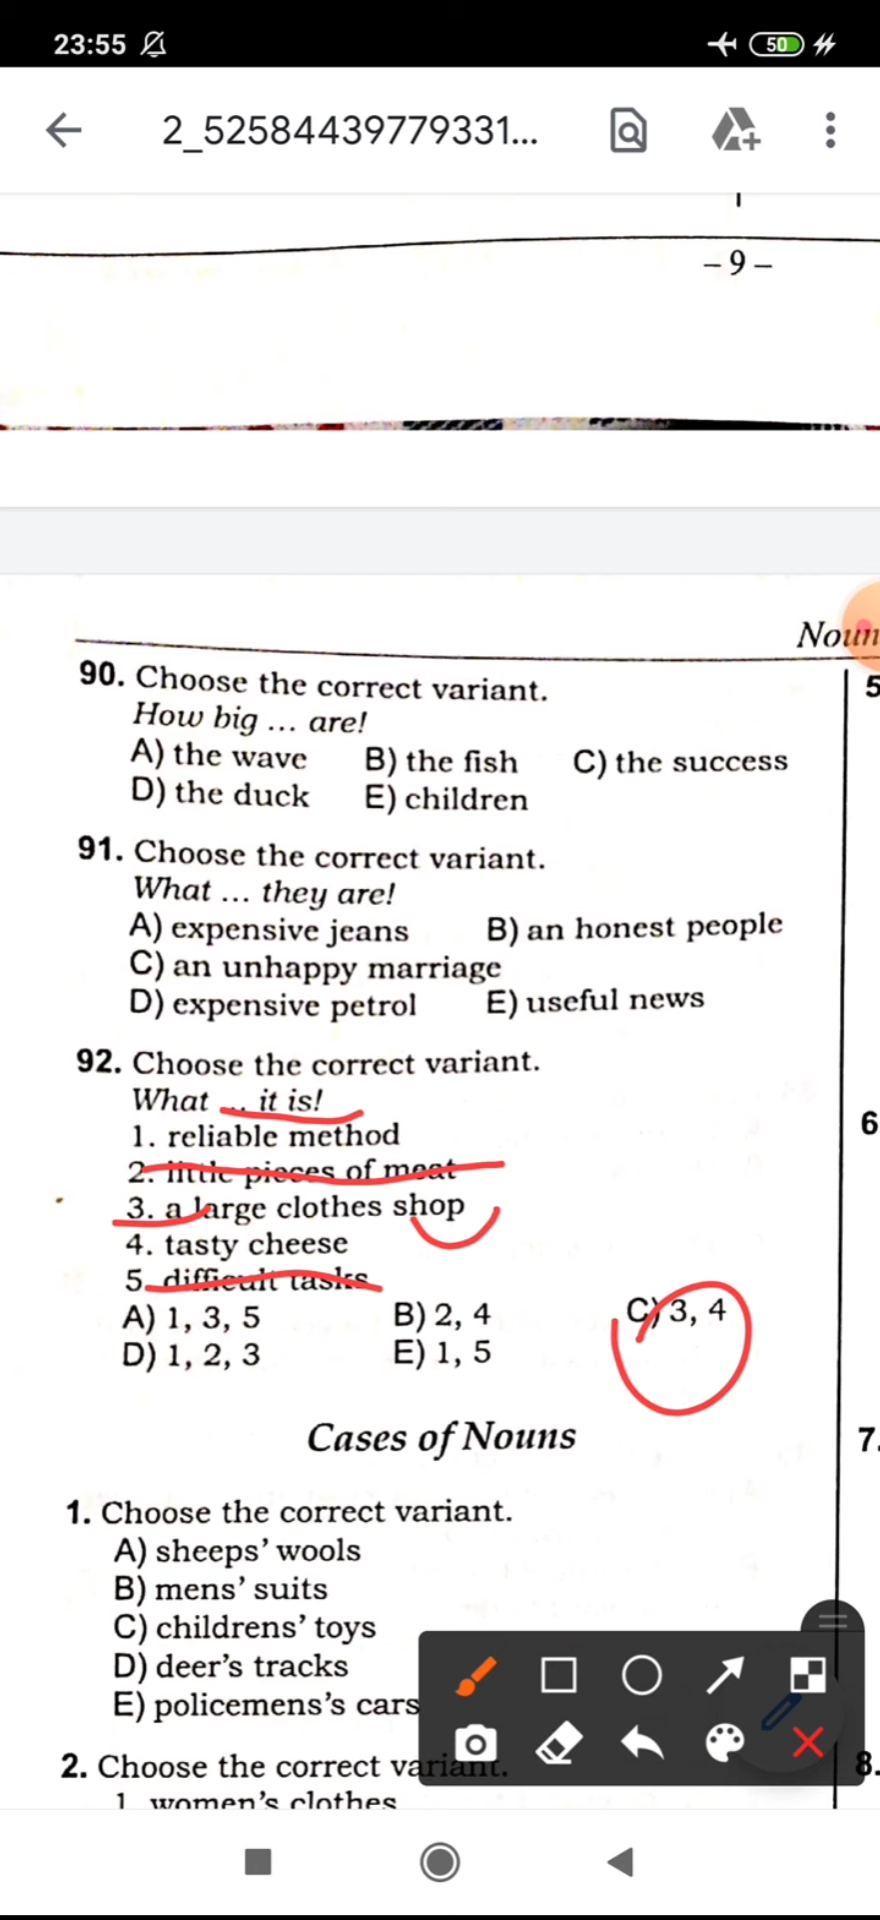 23:55
50
2_52584439779331...
– 9 –
Noun
90. Choose the correct variant.
How big ... are!
A) the wave B) the fish C) the success
D) the duck E) children
91. Choose the correct variant.
What ... they are!
A) expensive jeans B) an honest people
C) an unhappy marriage
D) expensive petrol E) useful news
92. Choose the correct variant.
What ... it is!
1. reliable method
2. little pieces of meat
3. a large clothes shop
4. tasty cheese
5. difficult tasks
A) 1, 3, 5 B) 2, 4 C) 3, 4
D) 1, 2, 3 E) 1, 5
Cases of Nouns
1. Choose the correct variant.
A) sheeps’ wools
B) mens’ suits
C) childrens’ toys
D) deer’s tracks
E) policemens’s cars
2. Choose the correct variant.
1. women’s clothes
5
6
7.
8.